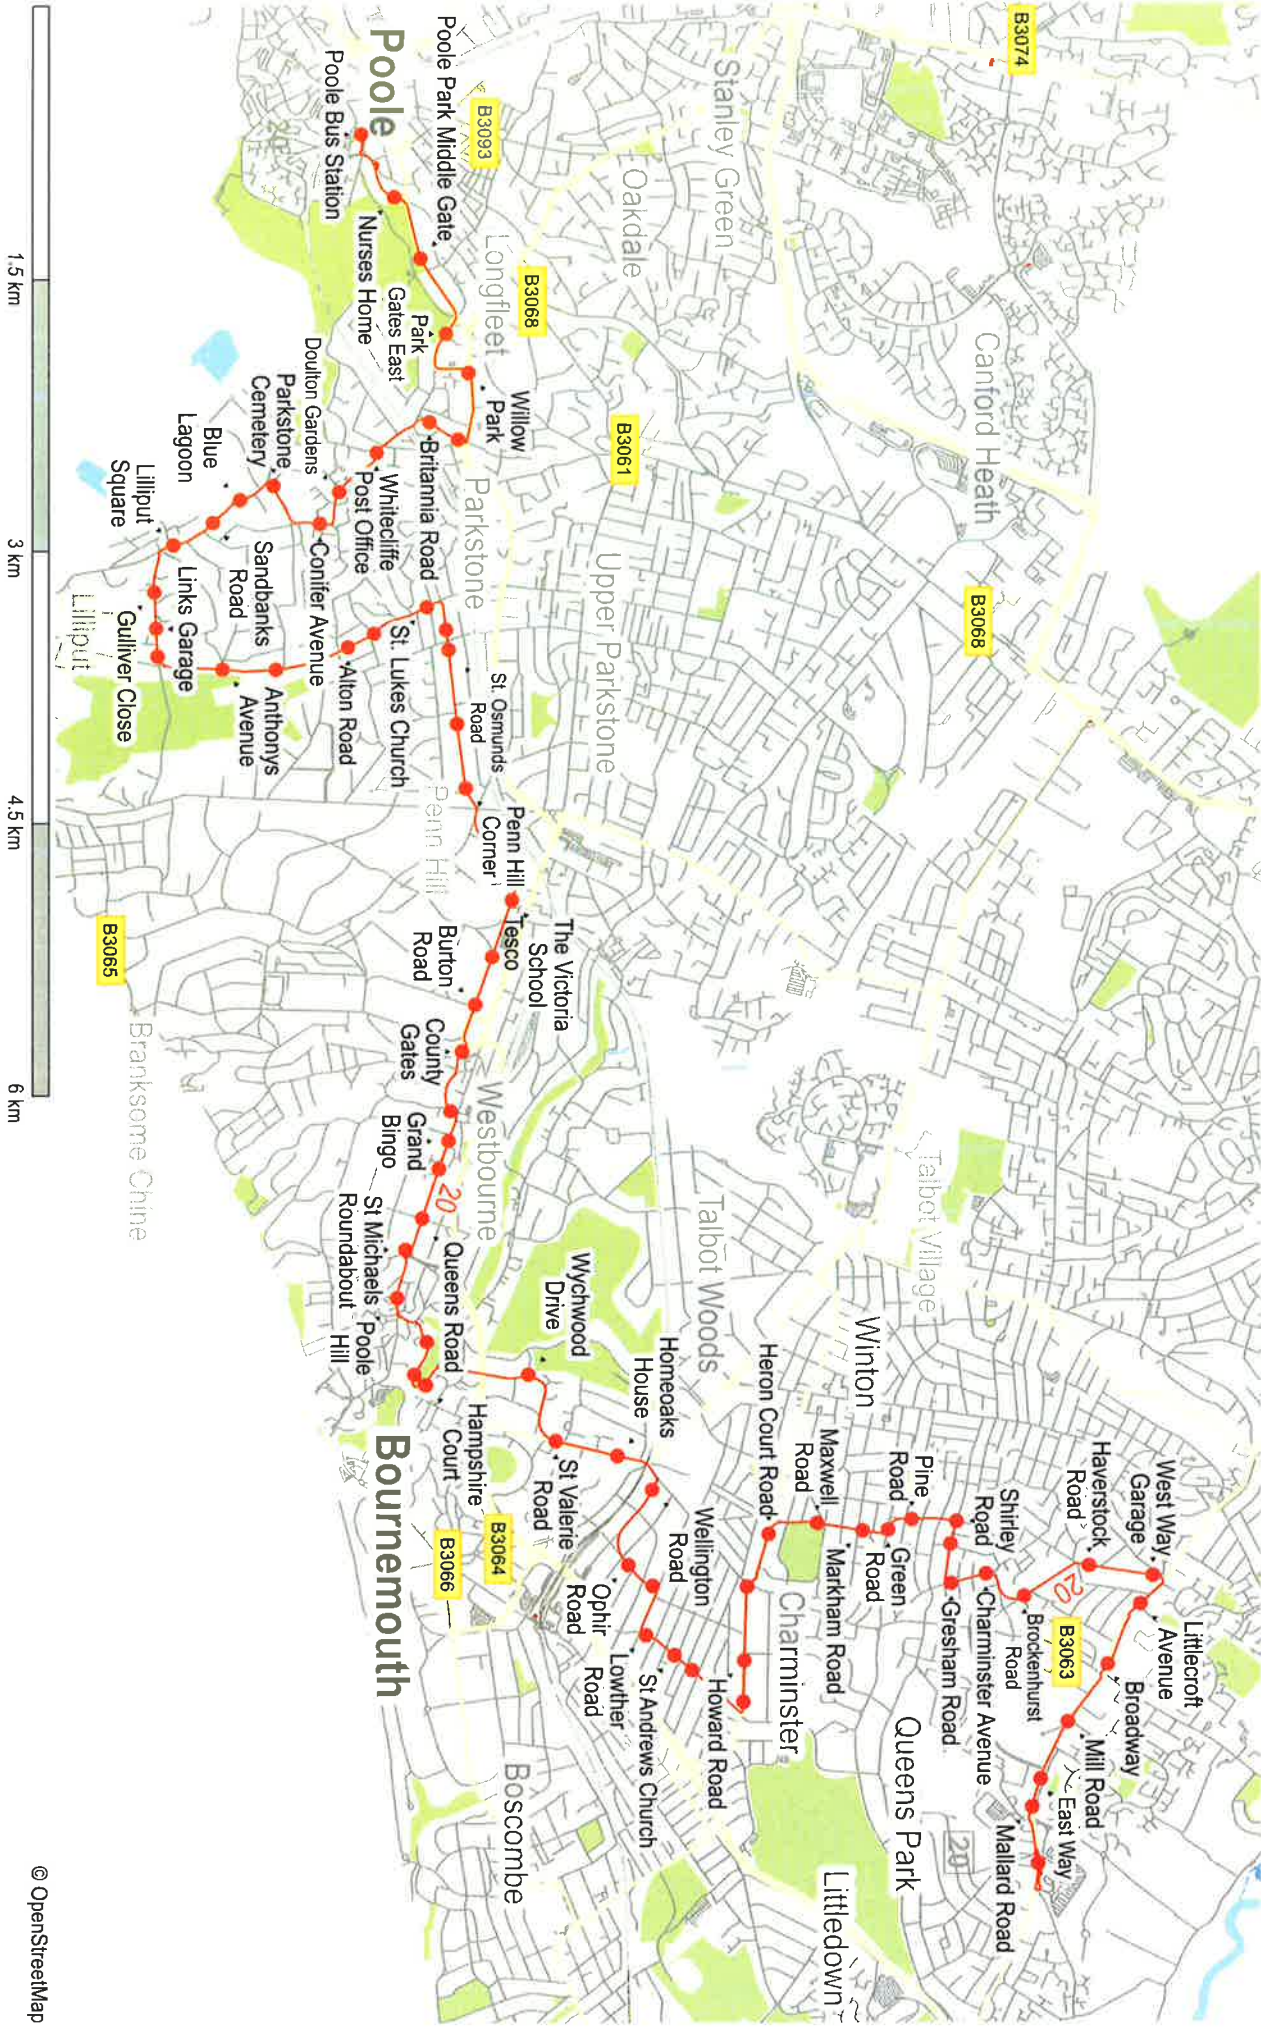 B3074
Stanley Green
Canford Heath
Poole
Poole Park Middle Gate
Poole Bus Station
B3093
Oakdale
Longfleet
B3068
Nurses Home
Park
Gates East
Willow
Park
B3061
Doulton Gardens
Parkstone
Cemetery
Blue
Lagoon
Lilliput
Square
Britannia Road
Whitecliffe
Post Office
Parkstone
Upper Parkstone
B3068
Conifer Avenue
Sandbanks
Road
Links Garage
Gulliver Close
Lilliput
St. Lukes Church
Alton Road
Anthonys
Avenue
St. Osmunds
Road
Penn Hill
Penn Hill
Corner
Tesco
The Victoria
School
Burton
Road
County
Gates
B3065
Branksome Chine
Westbourne
Grand
Bingo
20
Talbot Village
Talbot Woods
Winton
St Michaels
Roundabout
Poole
Hill
Queens Road
Wychwood
Drive
Homeoaks
House
Heron Court Road
Hampshire
Court
Bournemouth
St Valerie
Road
B3064
B3066
Wellington
Road
Ophir
Road
Lowther
Road
St Andrews Church
Howard Road
Charminster
Maxwell
Road
Markham Road
Pine
Road
Green
Road
Shirley
Road
Gresham Road
Charminster Avenue
Haverstock
Road
West Way
Garage
20
Brockenhurst
Road
B3063
Littlecroft
Avenue
Broadway
Mill Road
East Way
Mallard Road
20
Queens Park
Littledown
Boscombe
1.5 km
3 km
4.5 km
6 km
© OpenStreetMap